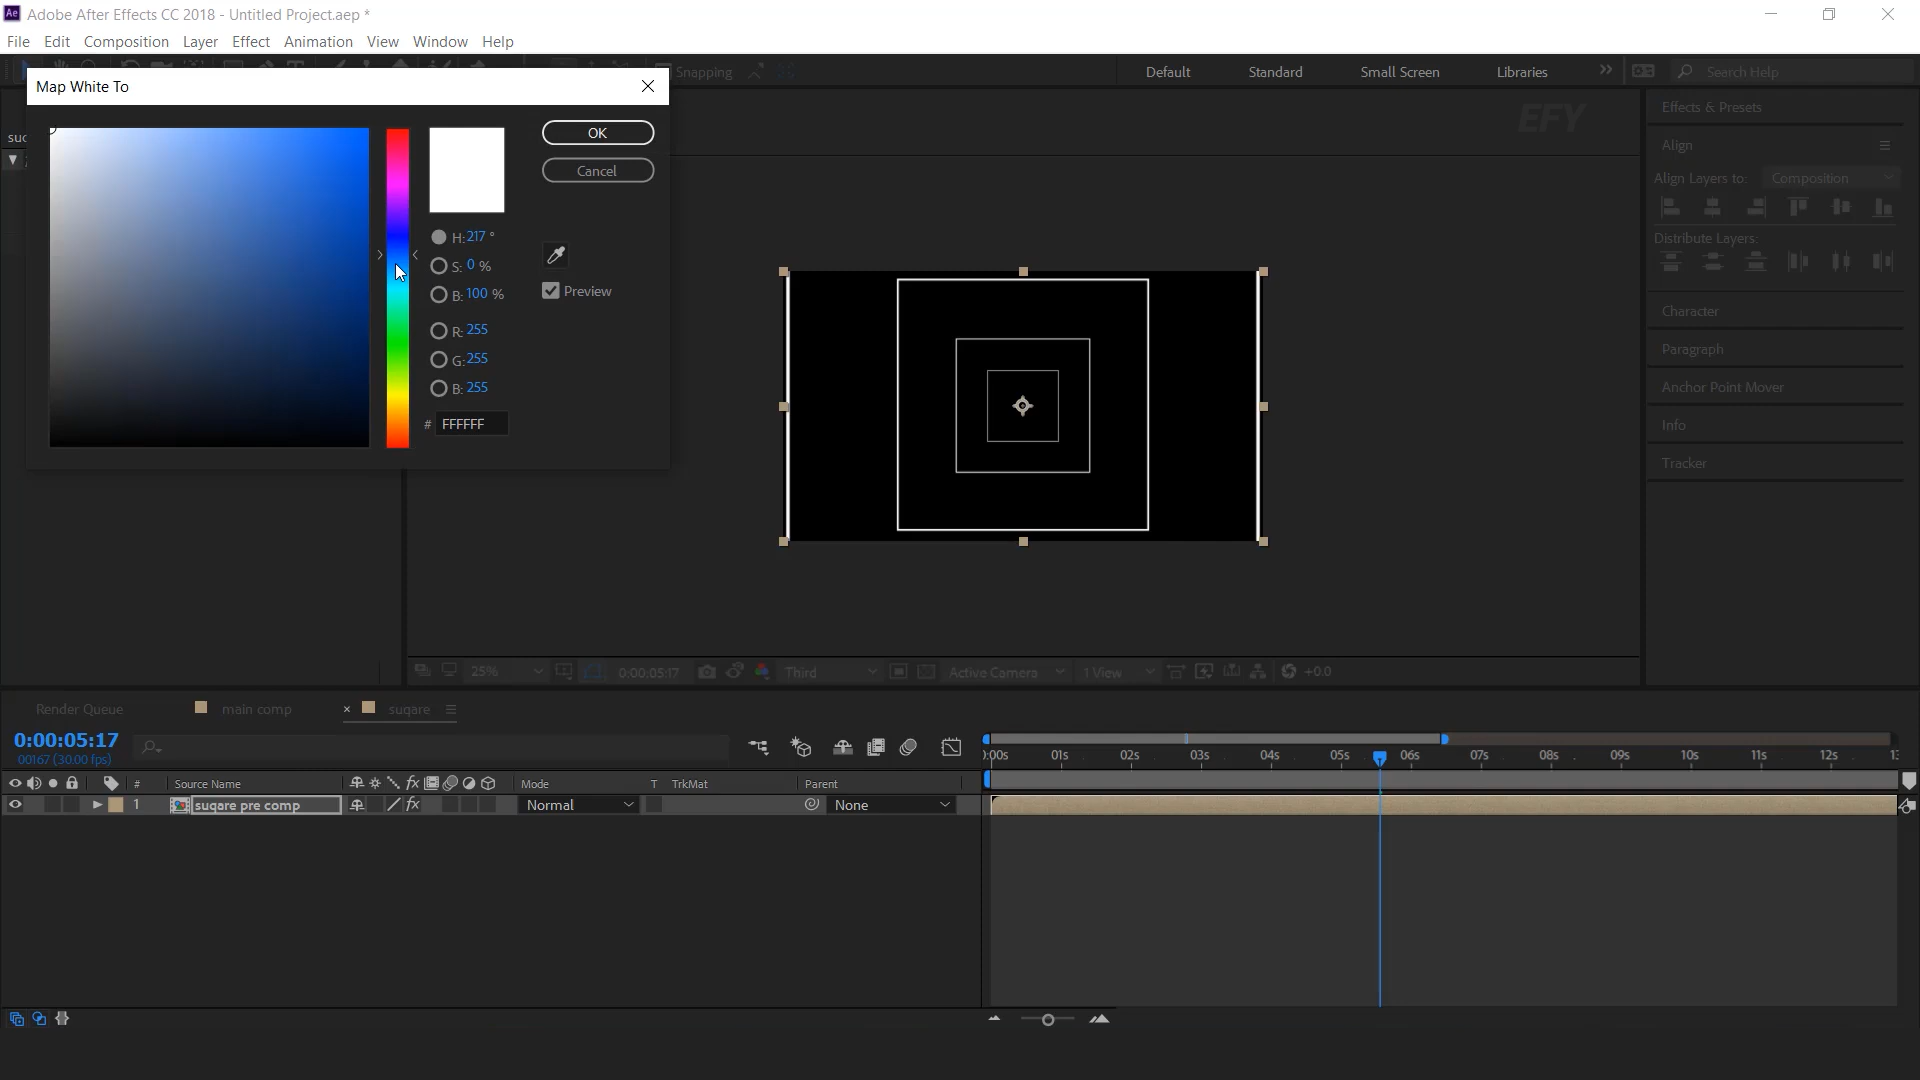 Adobe After Effects CC 2018 - Untitled Project.aep *
File Edit Composition Layer Effect Animation View Window Help
Snapping
Default Standard Small Screen Libraries
Search Help
Map White To
OK
Cancel
H: 217 °
S: 0 %
B: 100 %
Preview
R: 255
G: 255
B: 255
# FFFFFF
EFY
Effects & Presets
Align
Align Layers to: Composition
Distribute Layers:
Character
Paragraph
Anchor Point Mover
Info
Tracker
25% 0:00:05:17 Third Active Camera 1 View +0.0
Render Queue main comp × suqare
0:00:05:17
00167 (30.00 fps)
:00s 01s 02s 03s 04s 05s 06s 07s 08s 09s 10s 11s 12s
# Source Name Mode T TrkMat Parent
1 suqare pre comp Normal None